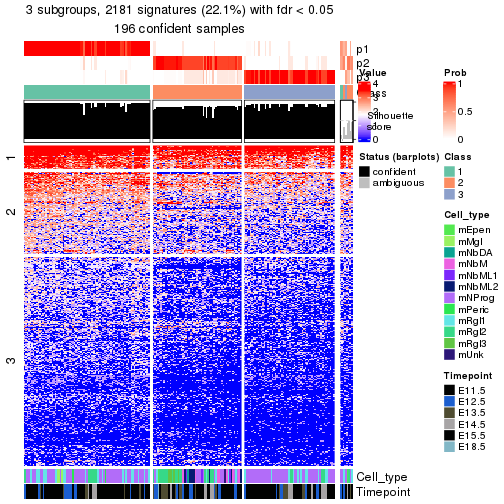 3 subgroups, 2181 signatures (22.1%) with fdr < 0.05
196 confident samples
p1
p2
p3
Class
Silhouette
score
1
2
3
Cell_type
Timepoint
Value
4
2
0
Prob
1
0.5
0
Status (barplots)
confident
ambiguous
Class
1
2
3
Cell_type
mEpen
mMgl
mNbDA
mNbM
mNbML1
mNbML2
mNProg
mPeric
mRgl1
mRgl2
mRgl3
mUnk
Timepoint
E11.5
E12.5
E13.5
E14.5
E15.5
E18.5